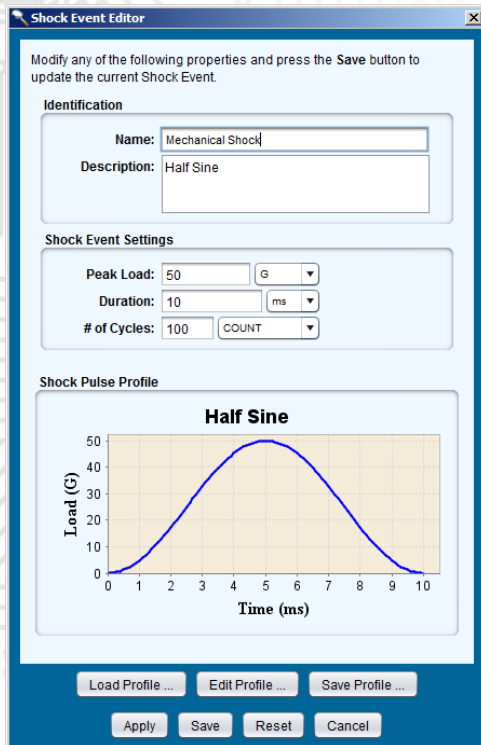 Shock Event Editor
Modify any of the following properties and press the Save button to
update the current Shock Event.
Identification
Name: Mechanical Shock
Description: Half Sine
Shock Event Settings
Peak Load: 50 G
Duration: 10 ms
# of Cycles: 100 COUNT
Shock Pulse Profile
Half Sine
Load (G)
50
40
30
20
10
0
0 1 2 3 4 5 6 7 8 9 10
Time (ms)
Load Profile ... Edit Profile ... Save Profile ...
Apply Save Reset Cancel